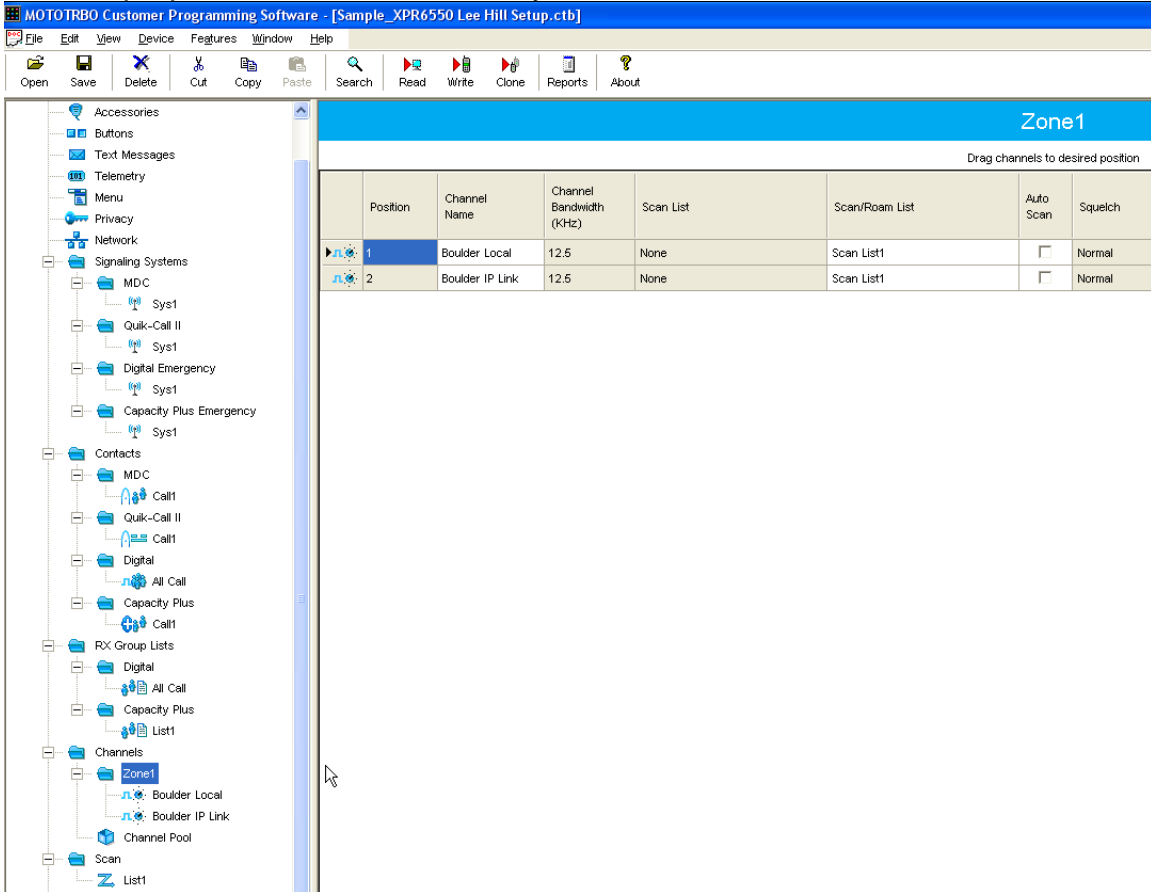 MOTOTRBO Customer Programming Software - [Sample_XPR6550 Lee Hill Setup.ctb]
File Edit View Device Features Window Help
Open Save Delete Cut Copy Paste Search Read Write Clone Reports About
Accessories
Buttons
Text Messages
Telemetry
Menu
Privacy
Network
Signaling Systems
MDC
Sys1
Quik-Call II
Sys1
Digital Emergency
Sys1
Capacity Plus Emergency
Sys1
Contacts
MDC
Call1
Quik-Call II
Call1
Digital
All Call
Capacity Plus
Call1
RX Group Lists
Digital
All Call
Capacity Plus
List1
Channels
Zone1
Boulder Local
Boulder IP Link
Channel Pool
Scan
List1
Zone1
Drag channels to desired position
Position Channel Name Channel Bandwidth (KHz) Scan List Scan/Roam List Auto Scan Squelch
1 Boulder Local 12.5 None Scan List1 Normal
2 Boulder IP Link 12.5 None Scan List1 Normal